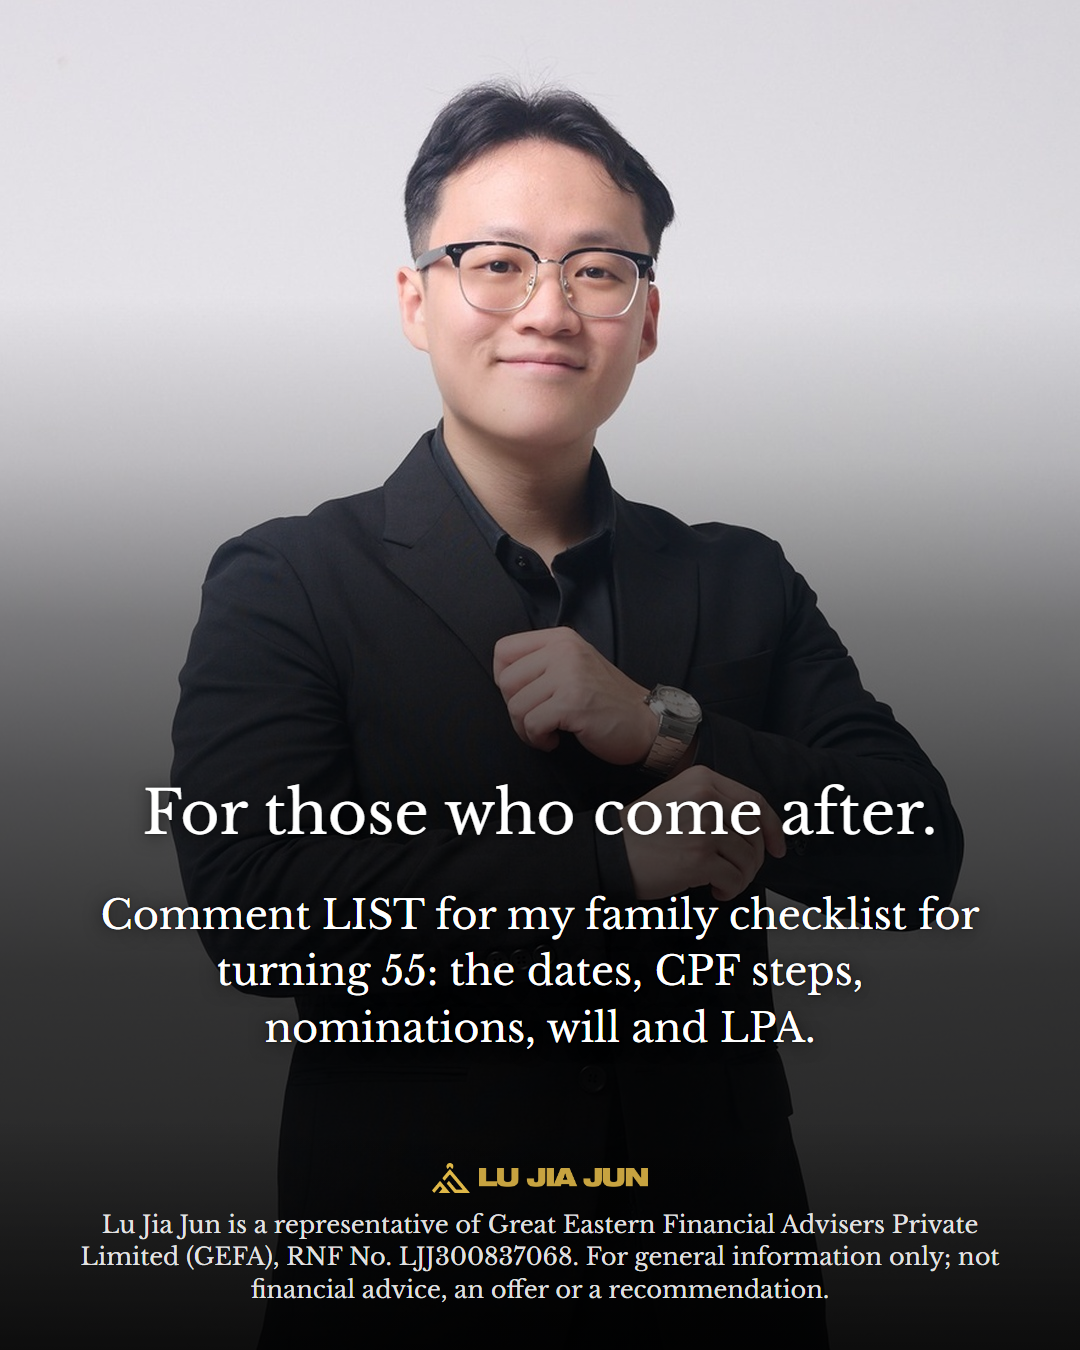 For those who come after.
Comment LIST for my family checklist for
turning 55: the dates, CPF steps,
nominations, will and LPA.
LU JIA JUN
Lu Jia Jun is a representative of Great Eastern Financial Advisers Private
Limited (GEFA), RNF No. LJJ300837068. For general information only; not
financial advice, an offer or a recommendation.